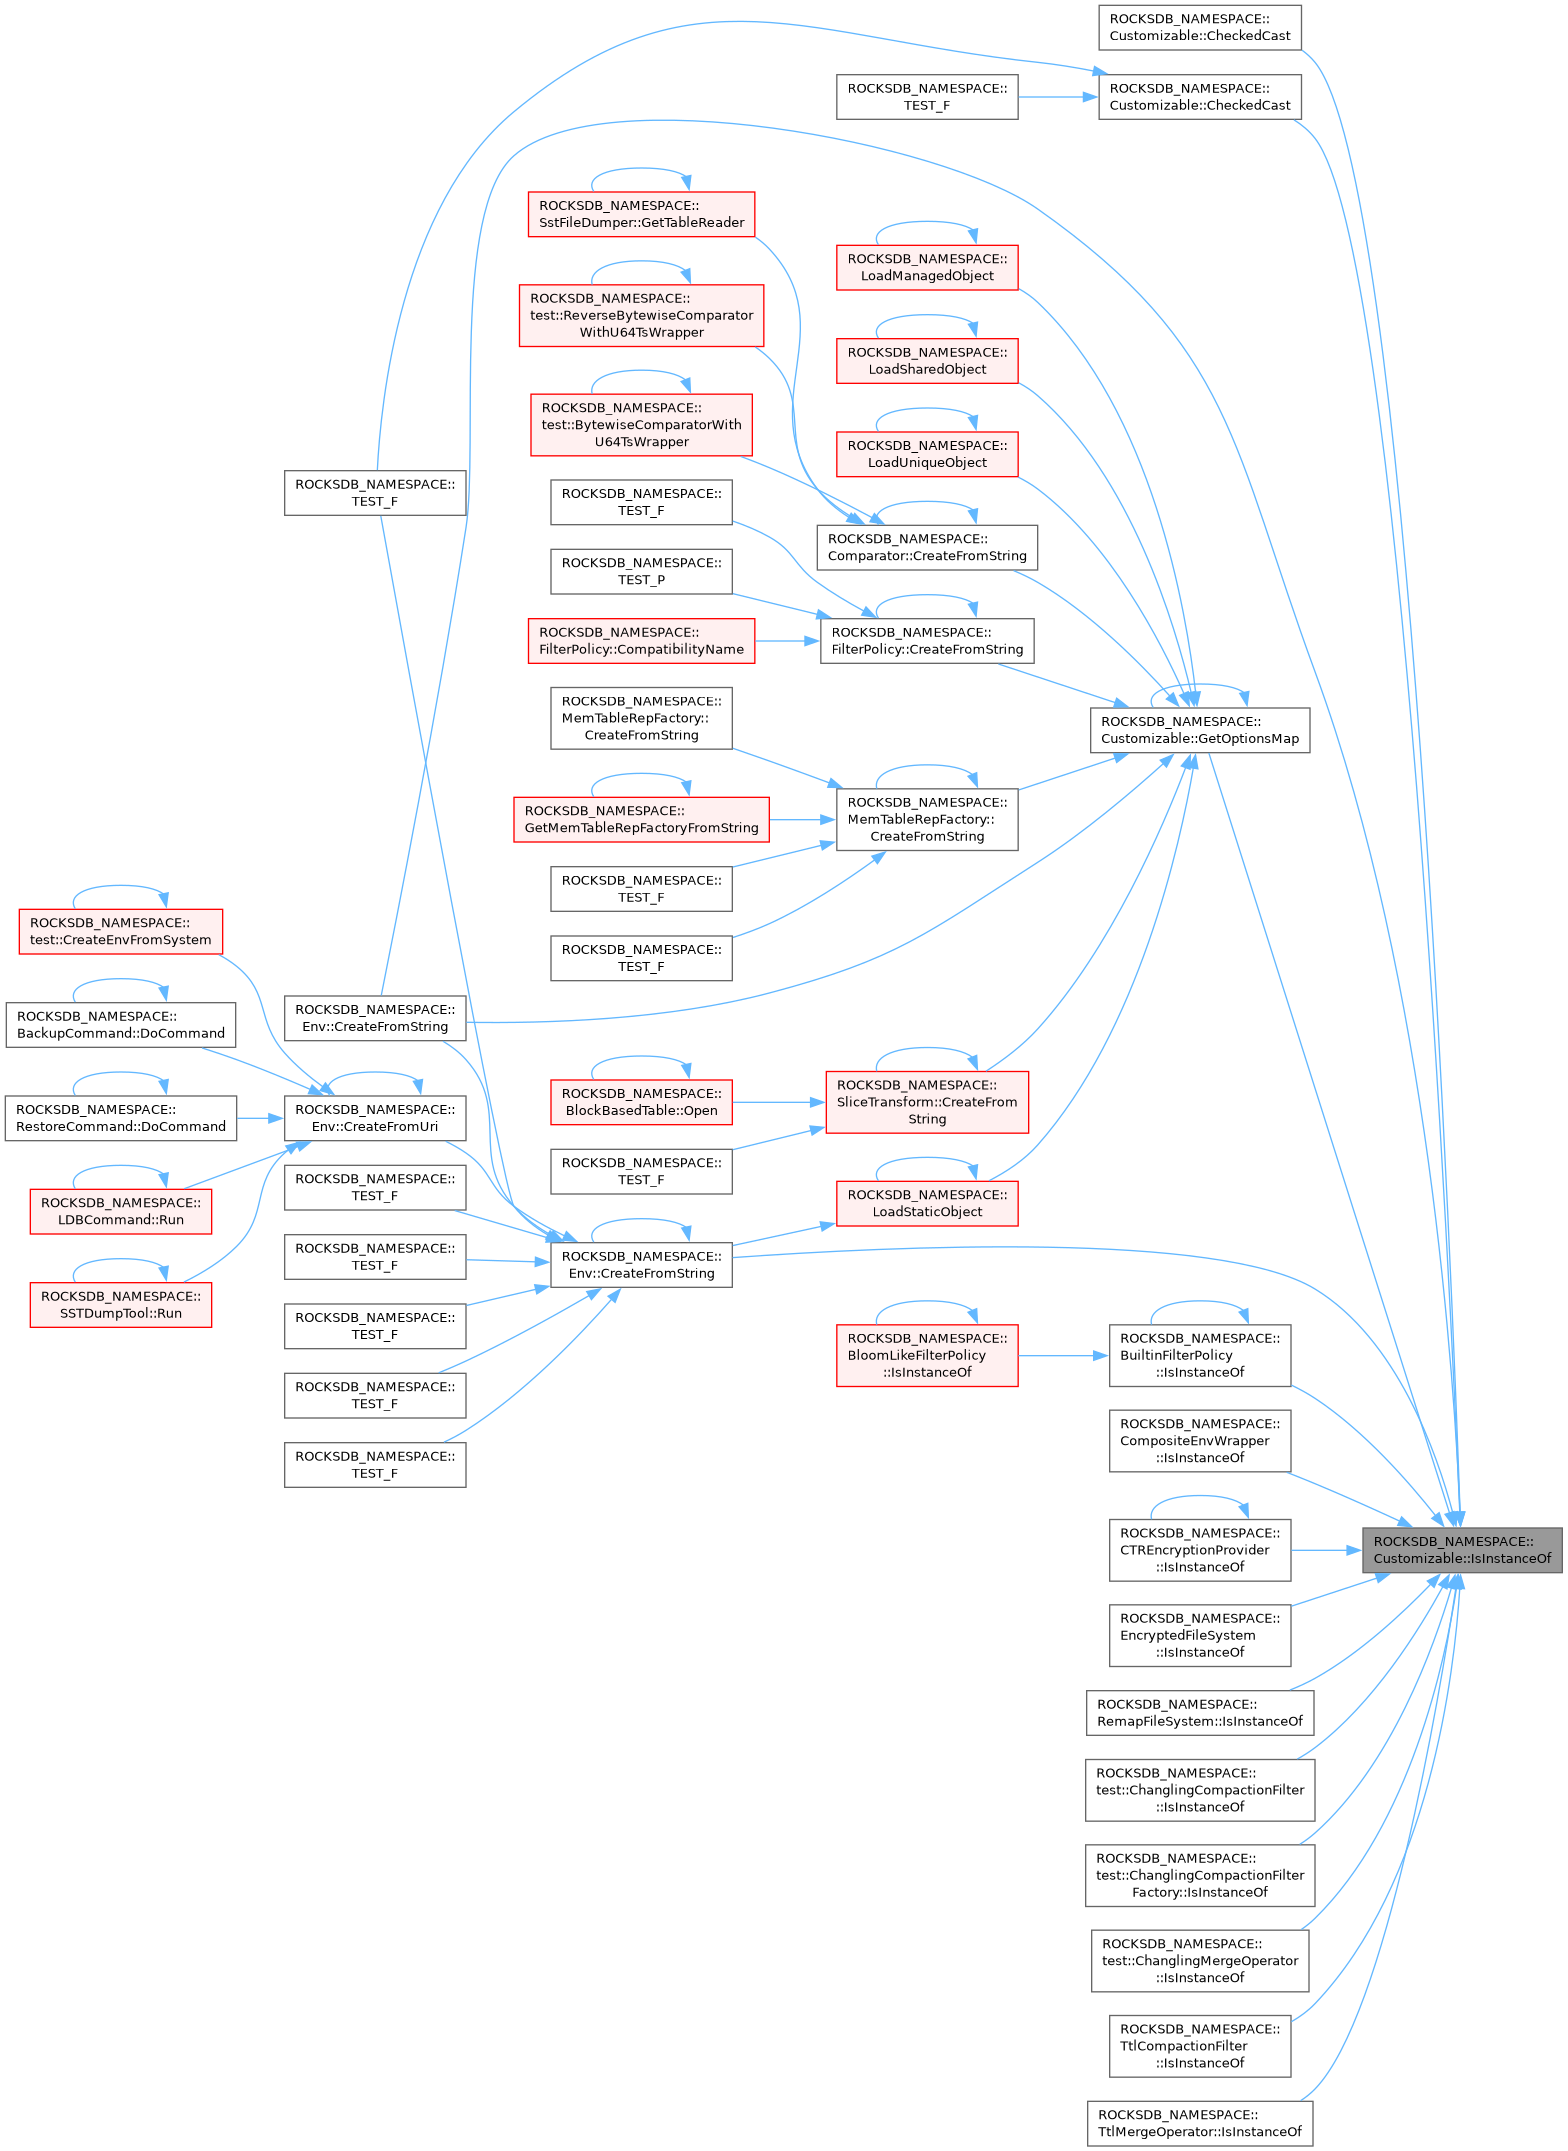 ROCKSDB_NAMESPACE::
Customizable::CheckedCast
ROCKSDB_NAMESPACE::
TEST_F
ROCKSDB_NAMESPACE::
Customizable::CheckedCast
ROCKSDB_NAMESPACE::
SstFileDumper::GetTableReader
ROCKSDB_NAMESPACE::
LoadManagedObject
ROCKSDB_NAMESPACE::
test::ReverseBytewiseComparator
WithU64TsWrapper
ROCKSDB_NAMESPACE::
LoadSharedObject
ROCKSDB_NAMESPACE::
test::BytewiseComparatorWith
U64TsWrapper
ROCKSDB_NAMESPACE::
LoadUniqueObject
ROCKSDB_NAMESPACE::
TEST_F
ROCKSDB_NAMESPACE::
TEST_F
ROCKSDB_NAMESPACE::
Comparator::CreateFromString
ROCKSDB_NAMESPACE::
TEST_P
ROCKSDB_NAMESPACE::
FilterPolicy::CompatibilityName
ROCKSDB_NAMESPACE::
FilterPolicy::CreateFromString
ROCKSDB_NAMESPACE::
MemTableRepFactory::
CreateFromString
ROCKSDB_NAMESPACE::
Customizable::GetOptionsMap
ROCKSDB_NAMESPACE::
GetMemTableRepFactoryFromString
ROCKSDB_NAMESPACE::
MemTableRepFactory::
CreateFromString
ROCKSDB_NAMESPACE::
TEST_F
ROCKSDB_NAMESPACE::
test::CreateEnvFromSystem
ROCKSDB_NAMESPACE::
TEST_F
ROCKSDB_NAMESPACE::
BackupCommand::DoCommand
ROCKSDB_NAMESPACE::
Env::CreateFromString
ROCKSDB_NAMESPACE::
RestoreCommand::DoCommand
ROCKSDB_NAMESPACE::
Env::CreateFromUri
ROCKSDB_NAMESPACE::
BlockBasedTable::Open
ROCKSDB_NAMESPACE::
SliceTransform::CreateFrom
String
ROCKSDB_NAMESPACE::
TEST_F
ROCKSDB_NAMESPACE::
TEST_F
ROCKSDB_NAMESPACE::
LDBCommand::Run
ROCKSDB_NAMESPACE::
LoadStaticObject
ROCKSDB_NAMESPACE::
TEST_F
ROCKSDB_NAMESPACE::
Env::CreateFromString
ROCKSDB_NAMESPACE::
SSTDumpTool::Run
ROCKSDB_NAMESPACE::
TEST_F
ROCKSDB_NAMESPACE::
BloomLikeFilterPolicy
::IsInstanceOf
ROCKSDB_NAMESPACE::
BuiltinFilterPolicy
::IsInstanceOf
ROCKSDB_NAMESPACE::
TEST_F
ROCKSDB_NAMESPACE::
CompositeEnvWrapper
::IsInstanceOf
ROCKSDB_NAMESPACE::
TEST_F
ROCKSDB_NAMESPACE::
CTREncryptionProvider
::IsInstanceOf
ROCKSDB_NAMESPACE::
Customizable::IsInstanceOf
ROCKSDB_NAMESPACE::
EncryptedFileSystem
::IsInstanceOf
ROCKSDB_NAMESPACE::
RemapFileSystem::IsInstanceOf
ROCKSDB_NAMESPACE::
test::ChanglingCompactionFilter
::IsInstanceOf
ROCKSDB_NAMESPACE::
test::ChanglingCompactionFilter
Factory::IsInstanceOf
ROCKSDB_NAMESPACE::
test::ChanglingMergeOperator
::IsInstanceOf
ROCKSDB_NAMESPACE::
TtlCompactionFilter
::IsInstanceOf
ROCKSDB_NAMESPACE::
TtlMergeOperator::IsInstanceOf